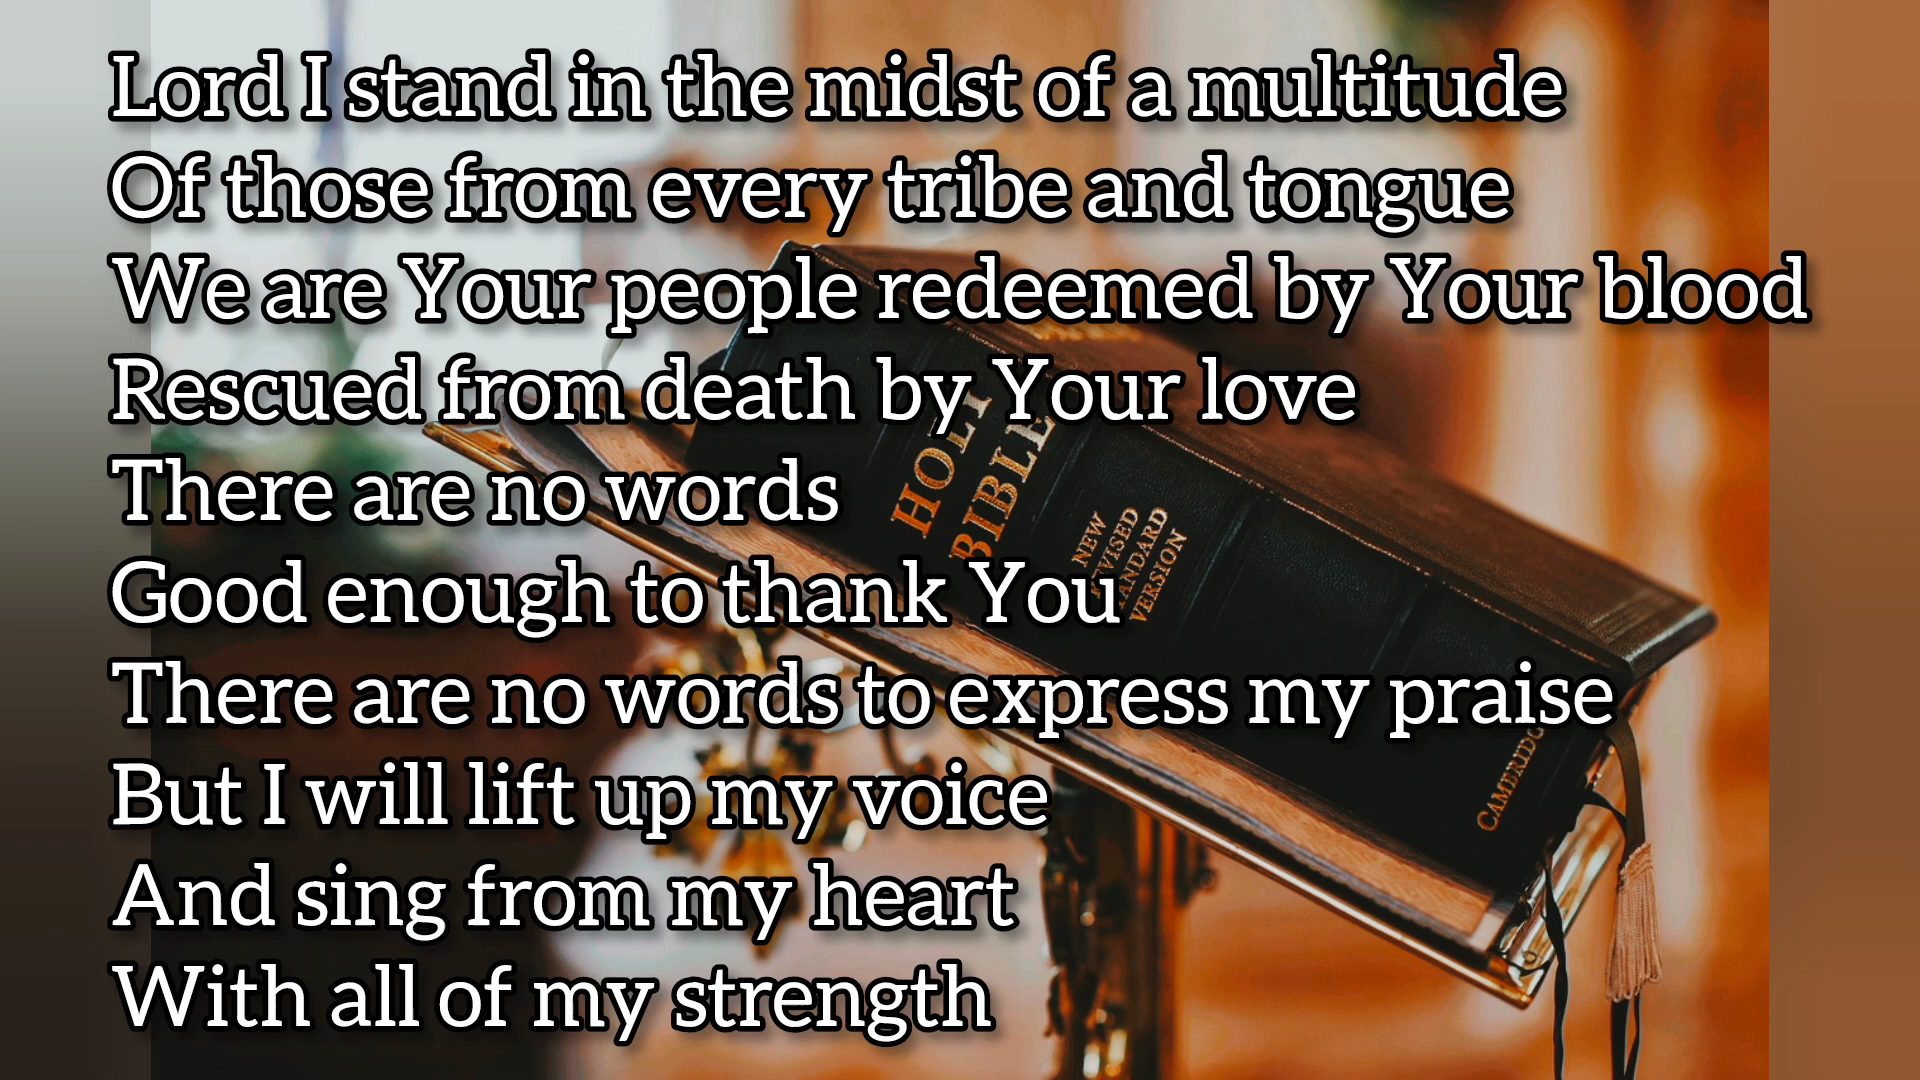 Lord I stand in the midst of a multitude
Of those from every tribe and tongue
We are Your people redeemed by Your blood
Rescued from death by Your love
There are no words
Good enough to thank You
There are no words to express my praise
But I will lift up my voice
And sing from my heart
With all of my strength
HOLY
BIBLE
NEW
VERSION